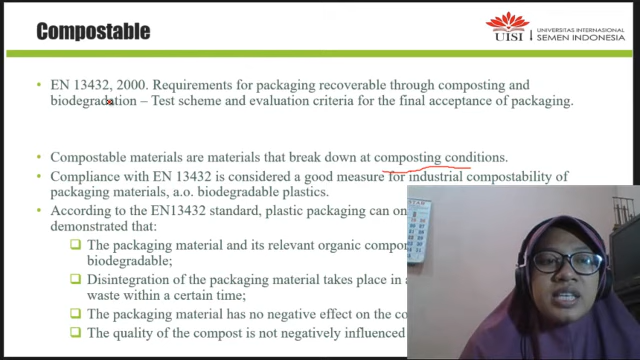 Compostable
UISI
UNIVERSITAS INTERNASIONAL
SEMEN INDONESIA
• EN 13432, 2000. Requirements for packaging recoverable through composting and
biodegradation – Test scheme and evaluation criteria for the final acceptance of packaging.
Compostable materials are materials that break down at composting conditions.
• Compliance with EN 13432 is considered a good measure for industrial compostability of
packaging materials, a.o. biodegradable plastics.
• According to the EN13432 standard, plastic packaging can on
demonstrated that:
❑ The packaging material and its relevant organic compo
biodegradable;
❑ Disintegration of the packaging material takes place in a
waste within a certain time;
❑ The packaging material has no negative effect on the co
❑ The quality of the compost is not negatively influenced